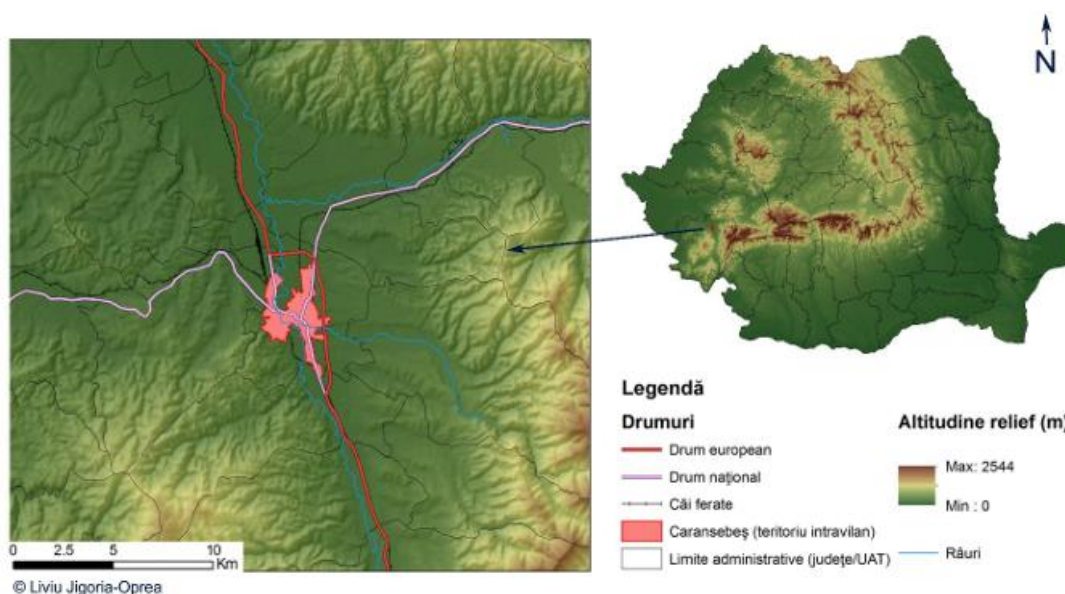 N
Legendă
Drumuri
Drum european
Drum național
Căi ferate
Caransebeș (teritoriu intravilan)
Limite administrative (județe/UAT)
Altitudine relief (m)
Max: 2544
Min : 0
Râuri
0 2.5 5 10
Km
© Liviu Jigoria-Oprea